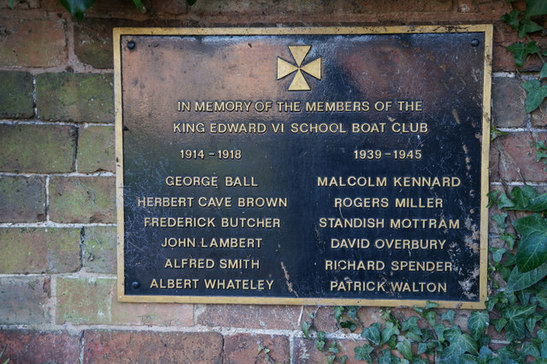 IN MEMORY OF THE MEMBERS OF THE
KING EDWARD VI SCHOOL BOAT CLUB
1914 - 1918
GEORGE BALL
HERBERT CAVE BROWN
FREDERICK BUTCHER
JOHN LAMBERT
ALFRED SMITH
ALBERT WHATELEY
1939 - 1945
MALCOLM KENNARD
ROGERS MILLER
STANDISH MOTTRAM
DAVID OVERBURY
RICHARD SPENDER
PATRICK WALTON